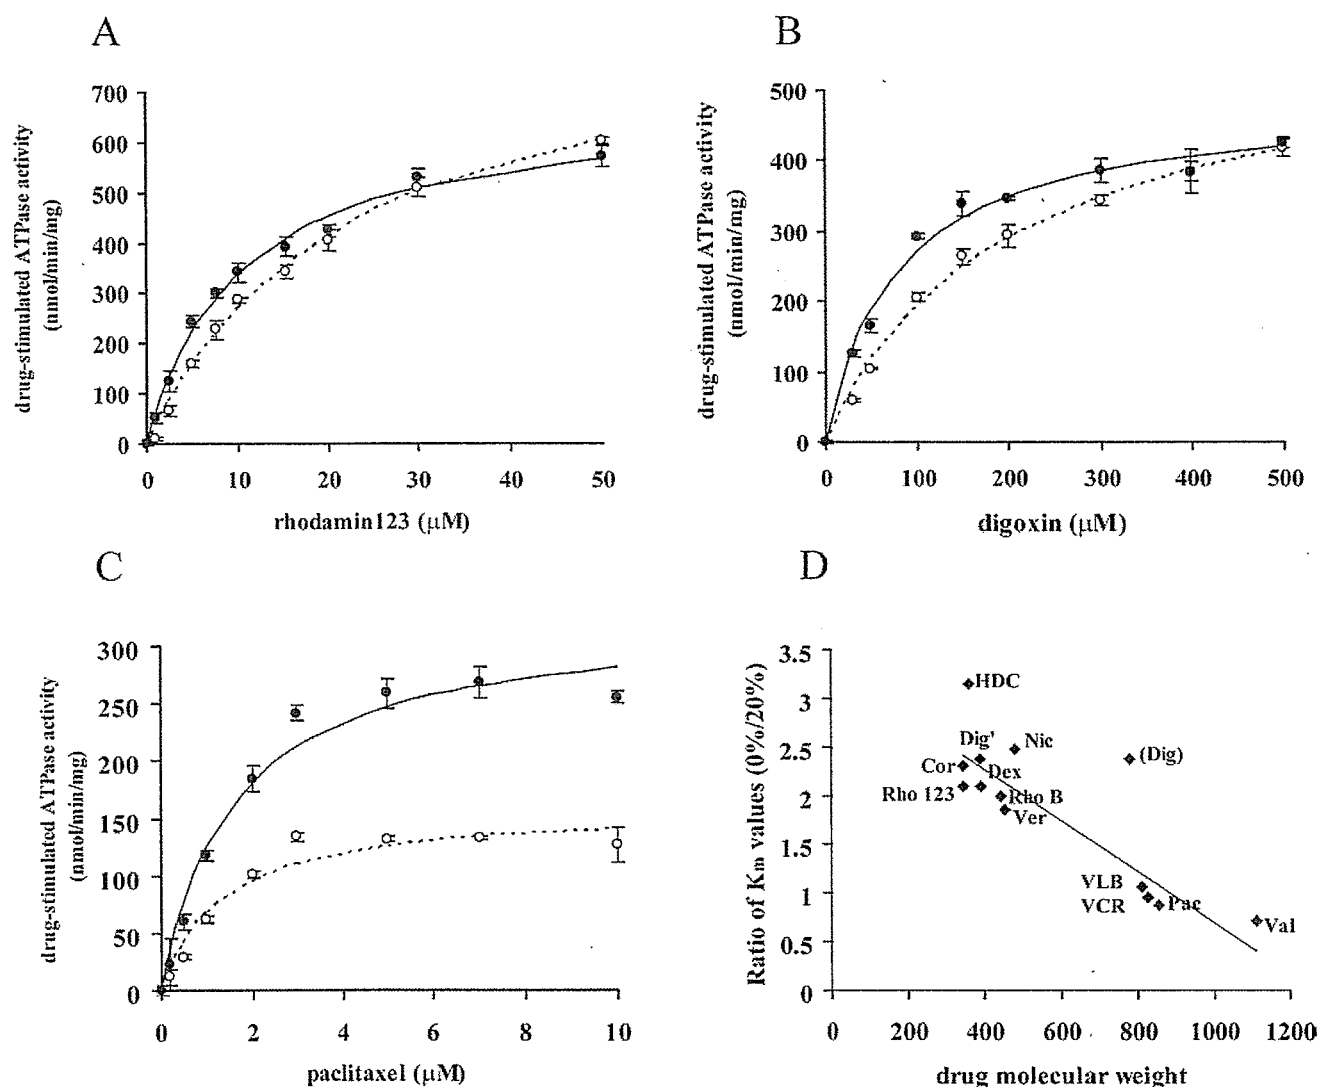 A
700
600
500
400
300
200
100
0
drug-stimulated ATPase activity
(nmol/min/mg)
0 10 20 30 40 50
rhodamin123 (μM)
B
500
400
300
200
100
0
drug-stimulated ATPase activity
(nmol/min/mg)
0 100 200 300 400 500
digoxin (μM)
C
300
250
200
150
100
50
0
drug-stimulated ATPase activity
(nmol/min/mg)
0 2 4 6 8 10
paclitaxel (μM)
D
3.5
3
2.5
2
1.5
1
0.5
0
Ratio of Km values (0%/20%)
HDC
Dig'
Nic
(Dig)
Cor
Dex
Rho 123
Rho B
Ver
VLB
VCR
Pac
Val
0 200 400 600 800 1000 1200
drug molecular weight